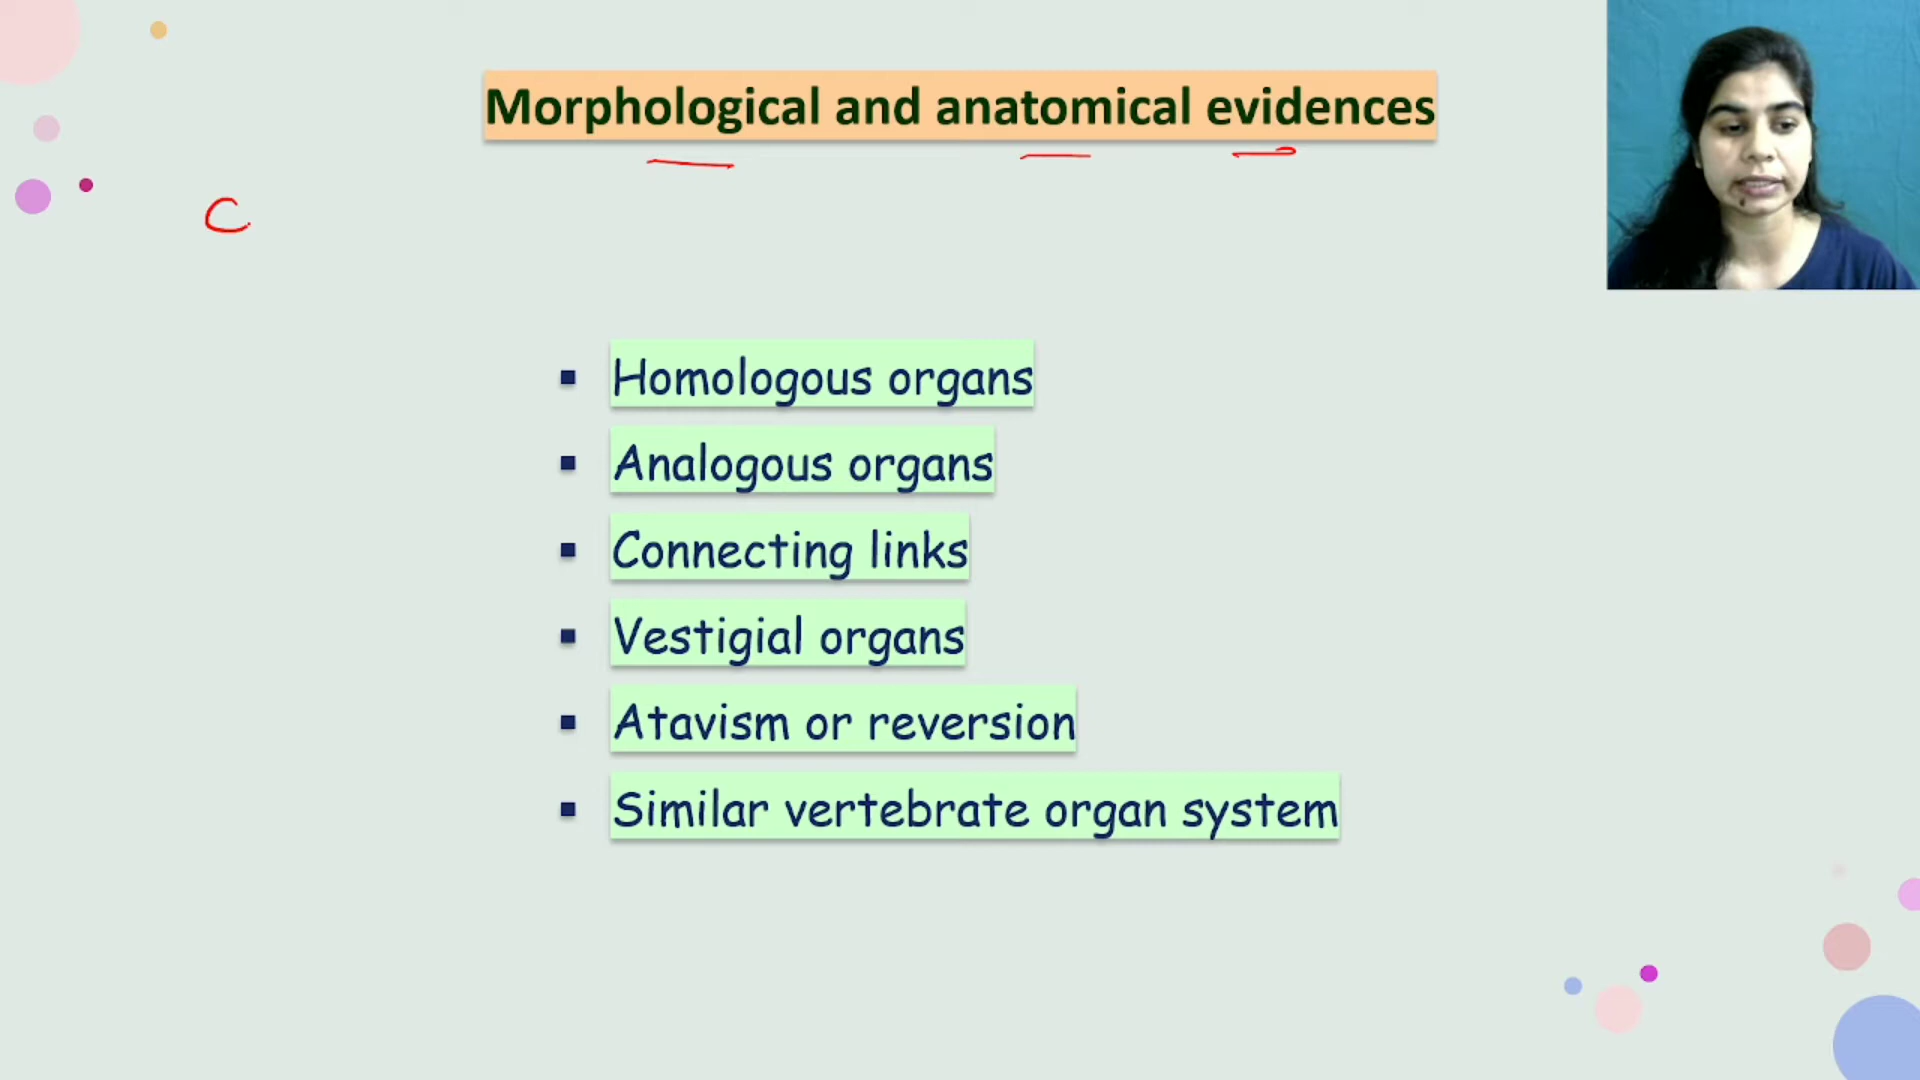 Morphological and anatomical evidences
C
▪ Homologous organs
▪ Analogous organs
▪ Connecting links
▪ Vestigial organs
▪ Atavism or reversion
▪ Similar vertebrate organ system